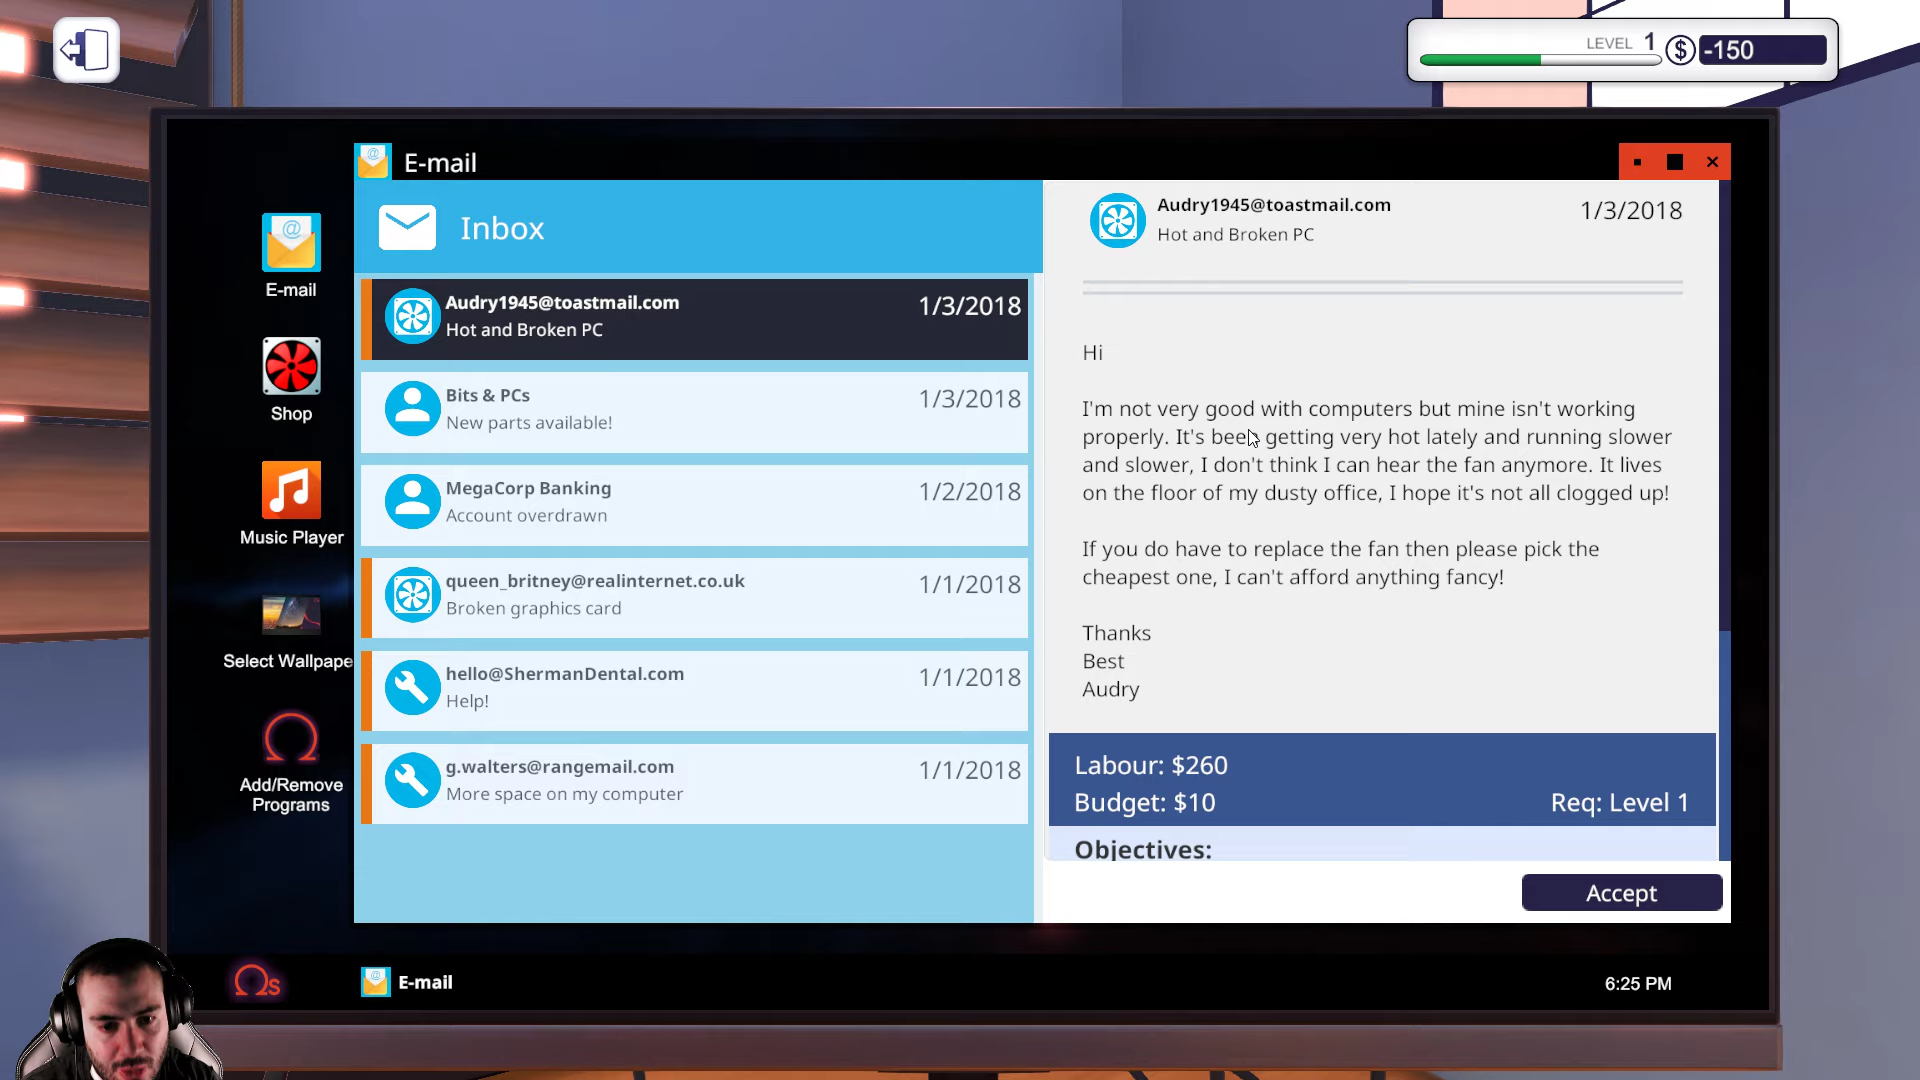 LEVEL 1
$ -150
E-mail
E-mail
Shop
Music Player
Select Wallpape
Add/Remove
Programs
Inbox
Audry1945@toastmail.com 1/3/2018
Hot and Broken PC
Bits & PCs 1/3/2018
New parts available!
MegaCorp Banking 1/2/2018
Account overdrawn
queen_britney@realinternet.co.uk 1/1/2018
Broken graphics card
hello@ShermanDental.com 1/1/2018
Help!
g.walters@rangemail.com 1/1/2018
More space on my computer
Audry1945@toastmail.com 1/3/2018
Hot and Broken PC
Hi
I'm not very good with computers but mine isn't working
properly. It's been getting very hot lately and running slower
and slower, I don't think I can hear the fan anymore. It lives
on the floor of my dusty office, I hope it's not all clogged up!
If you do have to replace the fan then please pick the
cheapest one, I can't afford anything fancy!
Thanks
Best
Audry
Labour: $260
Budget: $10 Req: Level 1
Objectives:
Accept
Ωs E-mail 6:25 PM